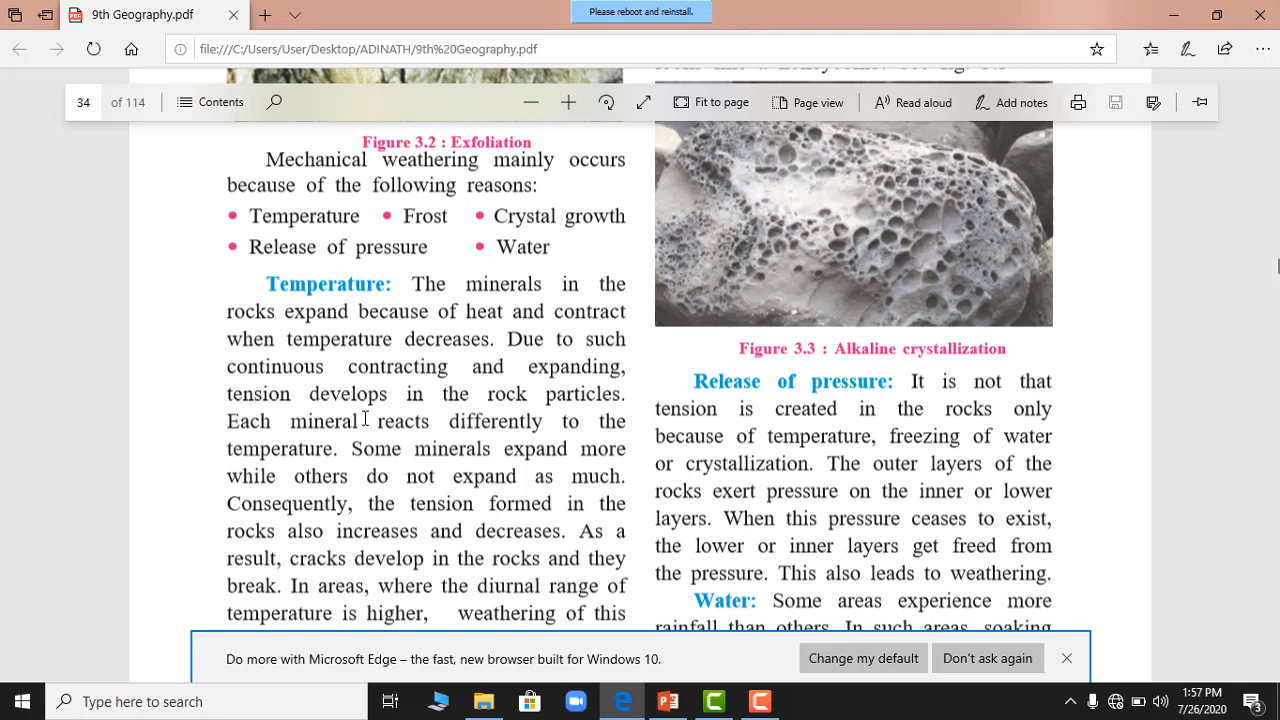 9th Geography.pdf
Please reboot and reinstall.
file:///C:/Users/User/Desktop/ADINATH/9th%20Geography.pdf
34 of 114 Contents Fit to page Page view Read aloud Add notes
Figure 3.2 : Exfoliation
Mechanical weathering mainly occurs
because of the following reasons:
• Temperature • Frost • Crystal growth
• Release of pressure • Water
Temperature: The minerals in the
rocks expand because of heat and contract
when temperature decreases. Due to such
continuous contracting and expanding,
tension develops in the rock particles.
Each mineral reacts differently to the
temperature. Some minerals expand more
while others do not expand as much.
Consequently, the tension formed in the
rocks also increases and decreases. As a
result, cracks develop in the rocks and they
break. In areas, where the diurnal range of
temperature is higher, weathering of this
Figure 3.3 : Alkaline crystallization
Release of pressure: It is not that
tension is created in the rocks only
because of temperature, freezing of water
or crystallization. The outer layers of the
rocks exert pressure on the inner or lower
layers. When this pressure ceases to exist,
the lower or inner layers get freed from
the pressure. This also leads to weathering.
Water: Some areas experience more
rainfall than others. In such areas, soaking
Do more with Microsoft Edge – the fast, new browser built for Windows 10.
Change my default Don't ask again
Type here to search
1:57 PM
7/26/2020
3